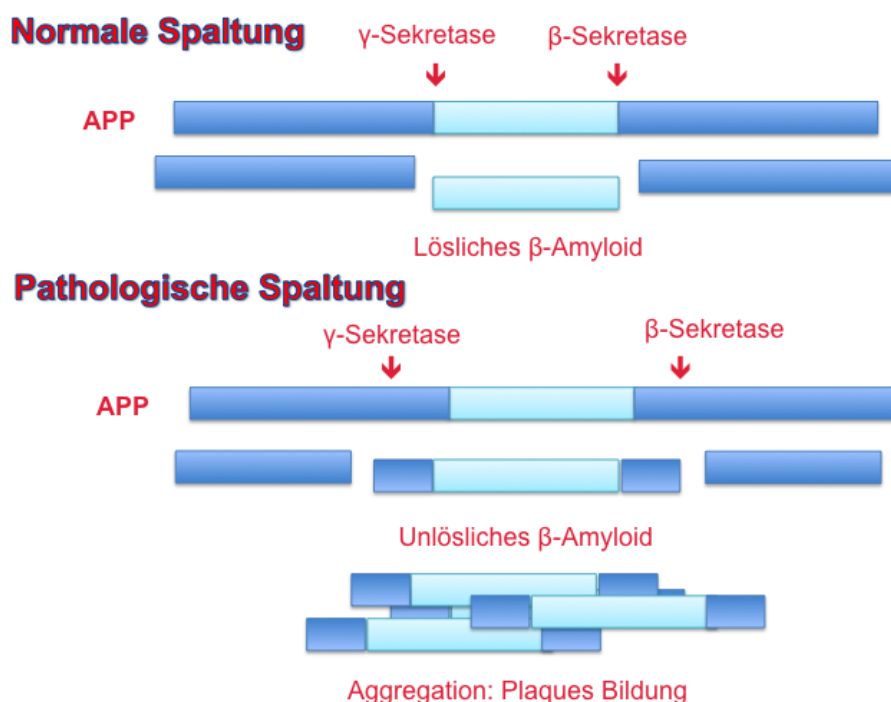 Normale Spaltung
γ-Sekretase β-Sekretase
APP
Lösliches β-Amyloid
Pathologische Spaltung
γ-Sekretase β-Sekretase
APP
Unlösliches β-Amyloid
Aggregation: Plaques Bildung